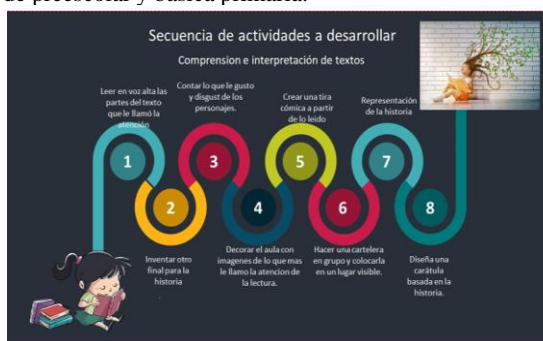 de preescolar y básica primaria.
Secuencia de actividades a desarrollar
Comprension e interpretación de textos
Leer en voz alta las
partes del texto
que le llamó la
atención
1
Inventar otro
final para la
historia
2
Contar lo que le gusto
y disgust de los
personajes.
3
Decorar el aula con
imagenes de lo que mas
le llamo la atencion de
la lectura.
4
Crear una tira
cómica a partir
de lo leido
5
Hacer una cartelera
en grupo y colocarla
en un lugar visible.
6
Representación
de la historia
7
Diseña una
carátula
basada en la
historia.
8